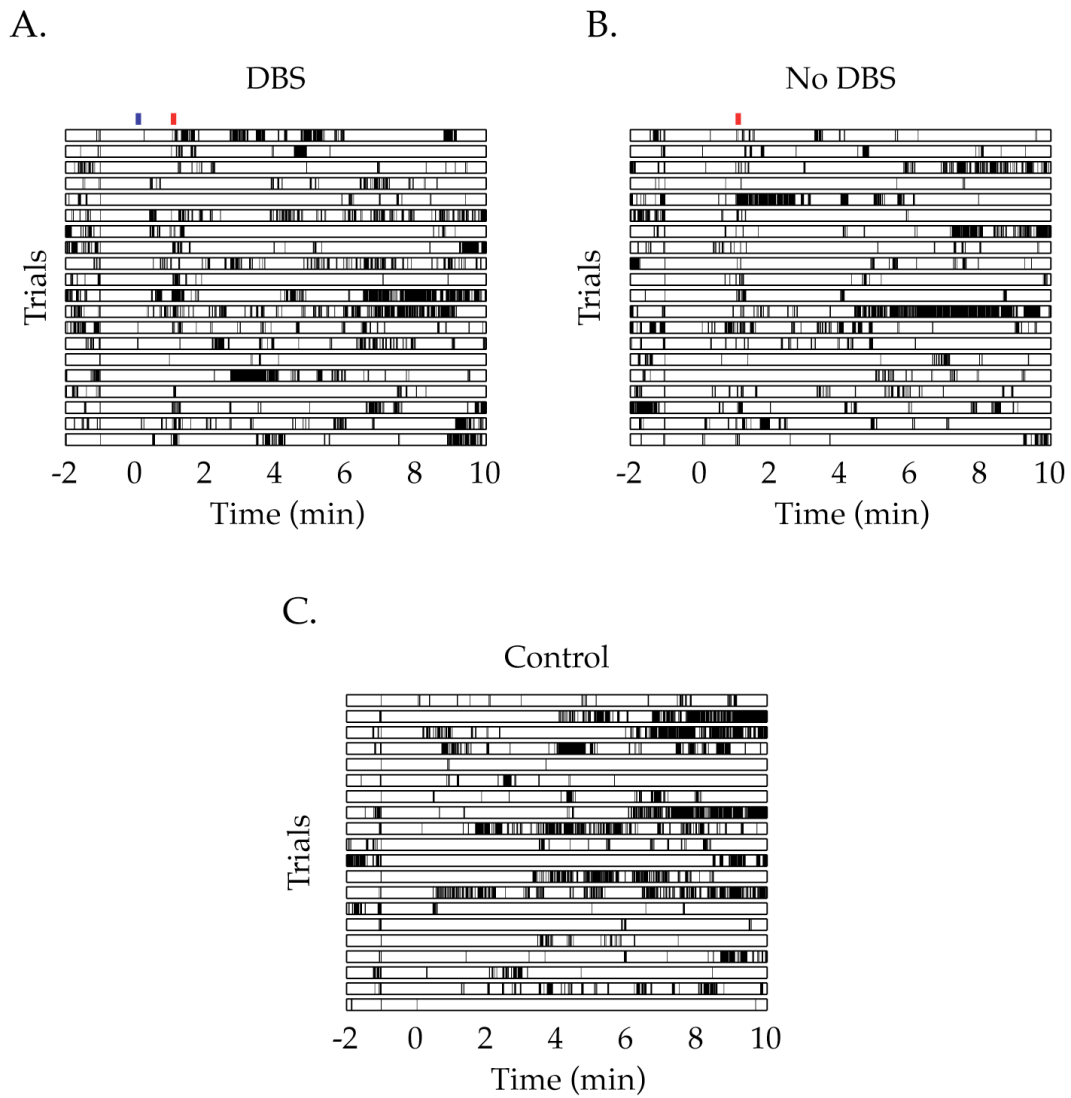 A.
DBS
Trials
-2 0 2 4 6 8 10
Time (min)
B.
No DBS
Trials
-2 0 2 4 6 8 10
Time (min)
C.
Control
Trials
-2 0 2 4 6 8 10
Time (min)